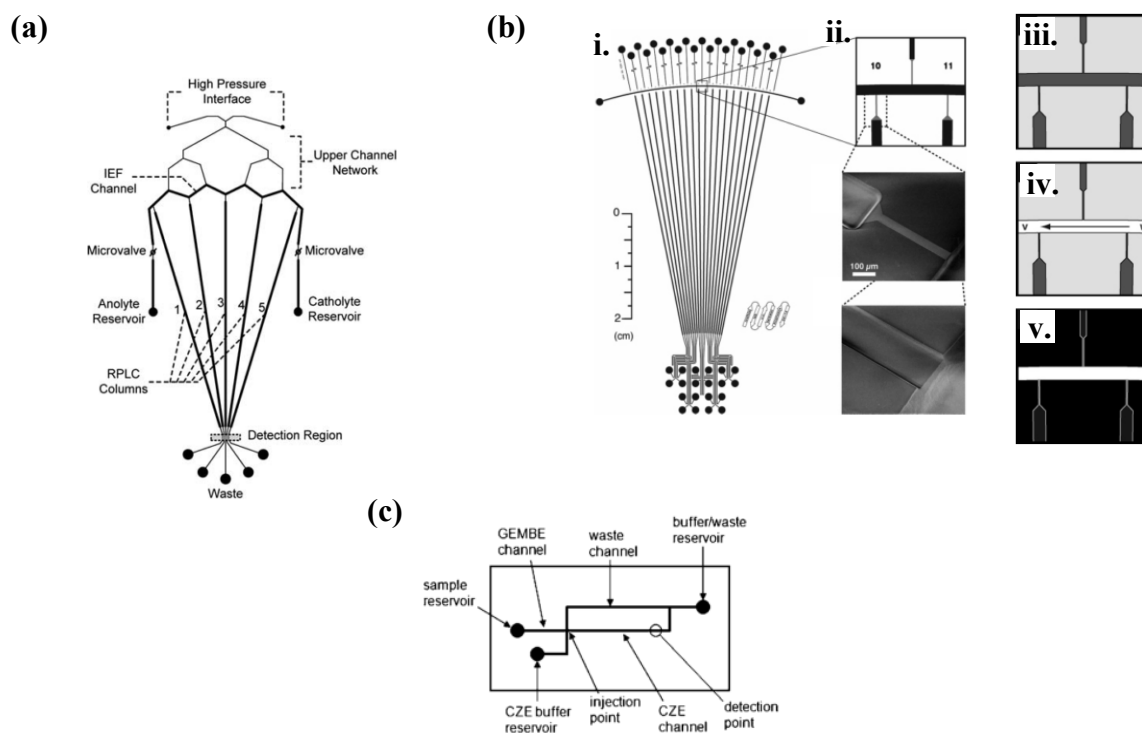 (a)
High Pressure
Interface
IEF
Channel
Upper Channel
Network
Microvalve
Microvalve
Anolyte
Reservoir
1
2
3
4
5
Catholyte
Reservoir
RPLC
Columns
Detection Region
Waste
(b)
i.
0
1
2
(cm)
ii.
10
11
100 µm
iii.
iv.
V
V
v.
(c)
GEMBE
channel
waste
channel
buffer/waste
reservoir
sample
reservoir
CZE buffer
reservoir
injection
point
CZE
channel
detection
point